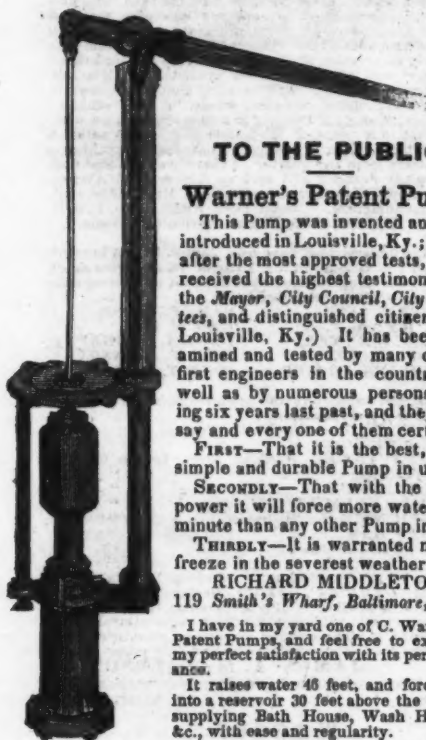 TO THE PUBLI
Warner's Patent Pu
This Pump was invented an
introduced in Louisville, Ky.;
after the most approved tests,
received the highest testimon
the Mayor, City Council, City
tees, and distinguished citizen
Louisville, Ky.) It has bee
amined and tested by many o
first engineers in the countr
well as by numerous persons
ing six years last past, and the
say and every one of them cert
FIRST—That it is the best,
simple and durable Pump in u
SECONDLY—That with the
power it will force more wate
minute than any other Pump in
THIRDLY—It is warranted n
freeze in the severest weather
RICHARD MIDDLETO
119 Smith's Wharf, Baltimore,
I have in my yard one of C. Wa
Patent Pumps, and feel free to ex
my perfect satisfaction with its per
ance.
It raises water 46 feet, and forc
into a reservoir 30 feet above the
supplying Bath House, Wash H
&c., with ease and regularity.